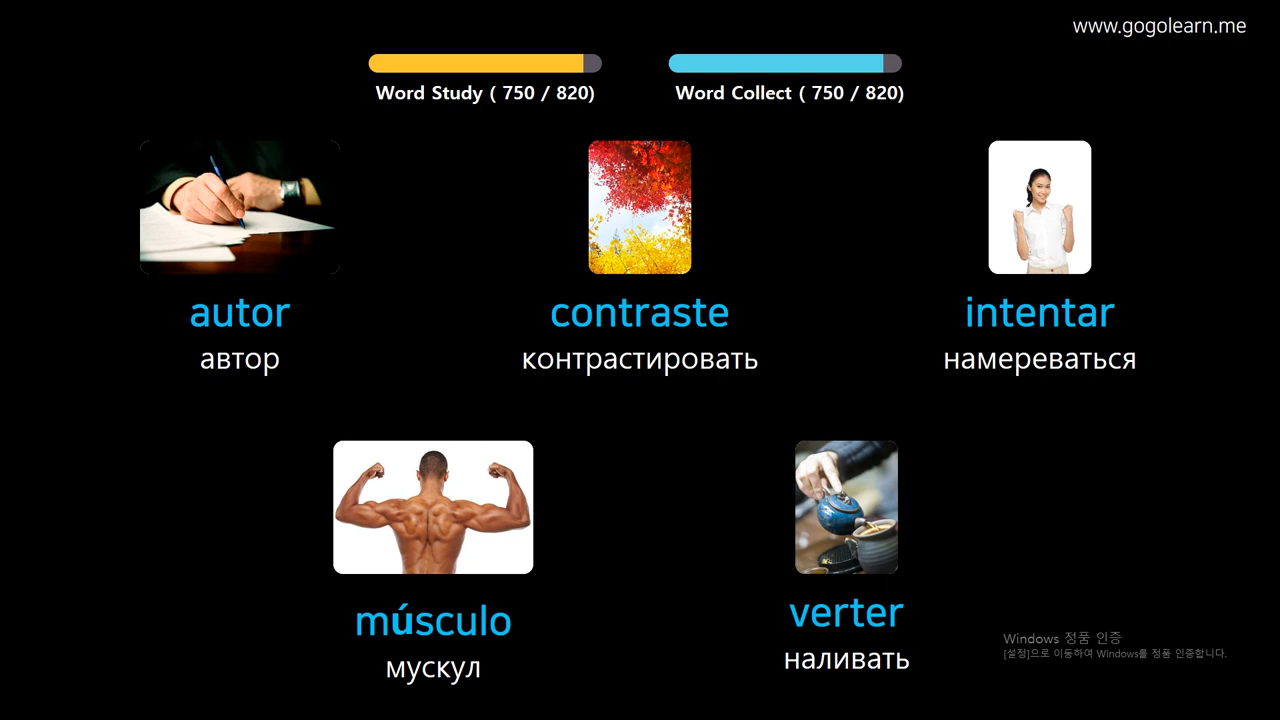 www.gogolearn.me
Word Study ( 750 / 820)
Word Collect ( 750 / 820)
autor
автор
contraste
контрастировать
intentar
намереваться
músculo
мускул
verter
наливать
Windows 정품 인증
[설정]으로 이동하여 Windows를 정품 인증합니다.